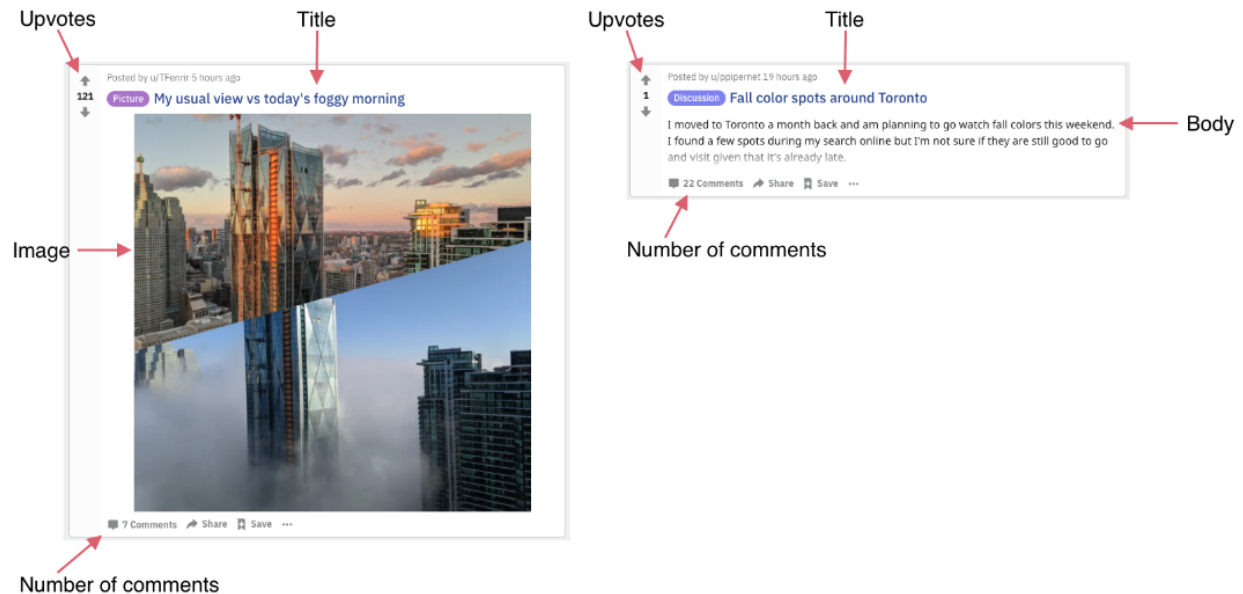 Upvotes
Title
Posted by u/TFenrir 5 hours ago
121
Picture My usual view vs today's foggy morning
Image
7 Comments Share Save ...
Number of comments
Upvotes
Title
Posted by u/ppipernet 19 hours ago
1
Discussion Fall color spots around Toronto
I moved to Toronto a month back and am planning to go watch fall colors this weekend.
I found a few spots during my search online but I'm not sure if they are still good to go
and visit given that it's already late.
Body
22 Comments Share Save ...
Number of comments